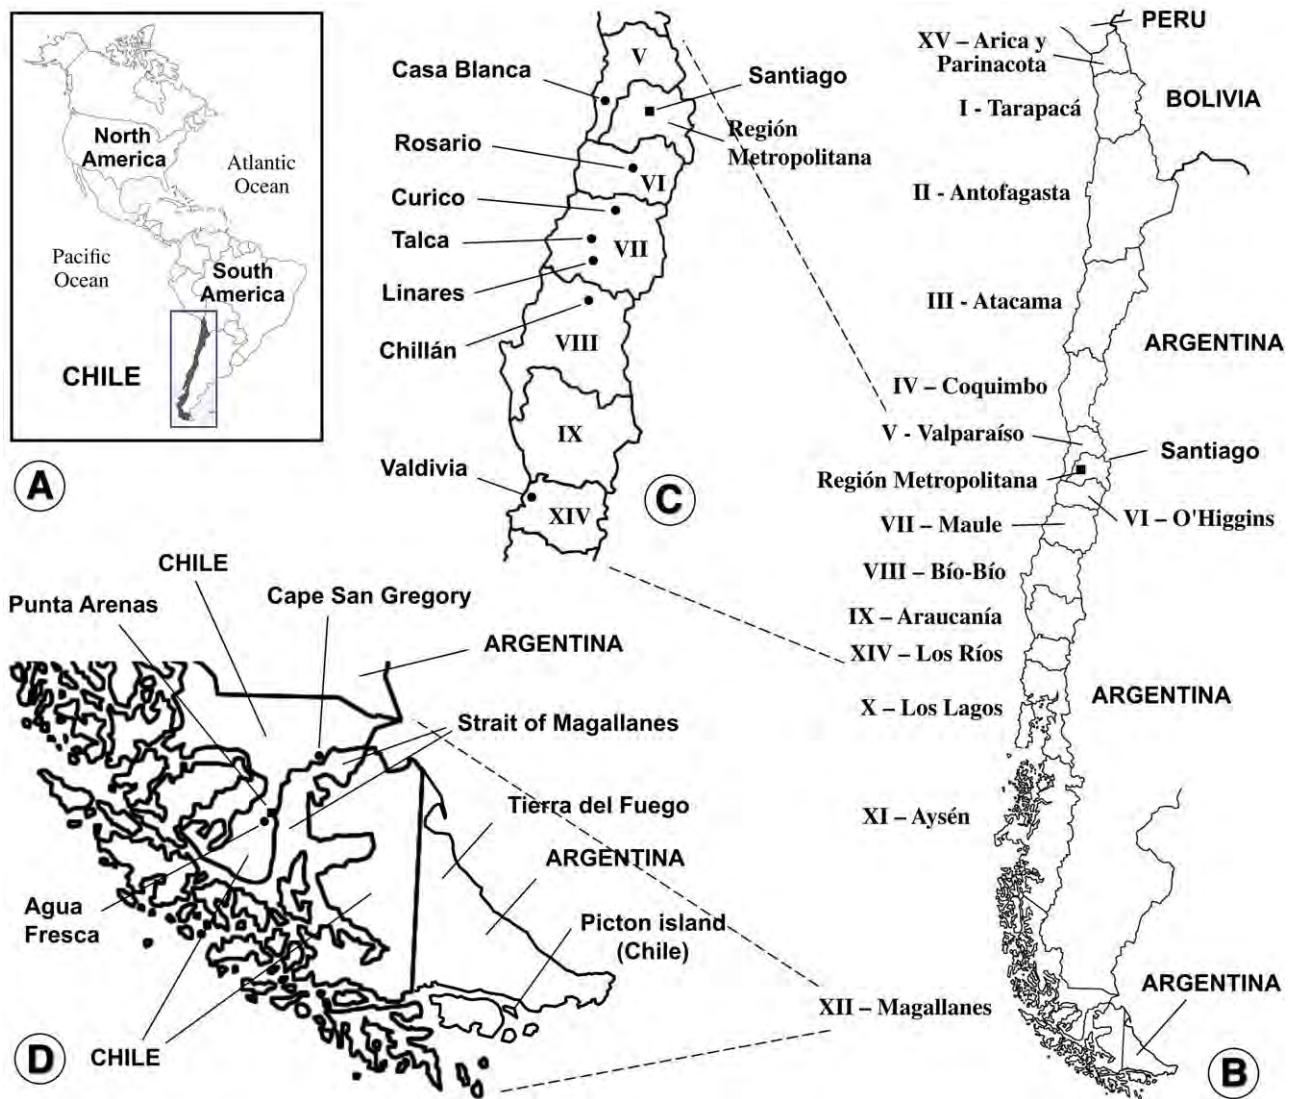 North
America
Atlantic
Ocean
Pacific
Ocean
South
America
CHILE
A
V
Casa Blanca
Santiago
Región
Metropolitana
Rosario
VI
Curico
Talca
VII
Linares
Chillán
VIII
IX
Valdivia
XIV
C
PERU
XV – Arica y
Parinacota
BOLIVIA
I - Tarapacá
II - Antofagasta
III - Atacama
ARGENTINA
IV – Coquimbo
V - Valparaíso
Santiago
Región Metropolitana
VI – O'Higgins
VII – Maule
VIII – Bío-Bío
IX – Araucanía
XIV – Los Ríos
ARGENTINA
X – Los Lagos
XI – Aysén
ARGENTINA
XII – Magallanes
B
CHILE
Punta Arenas
Cape San Gregory
ARGENTINA
Strait of Magallanes
Tierra del Fuego
ARGENTINA
Agua
Fresca
Picton island
(Chile)
CHILE
D